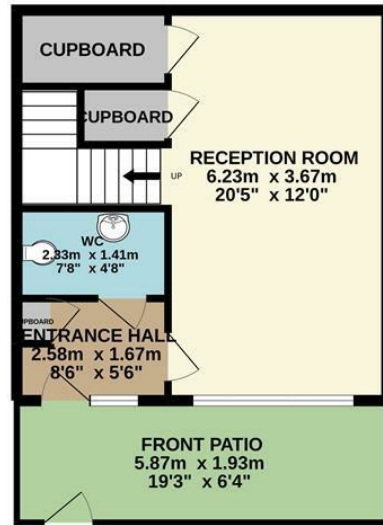 CUPBOARD
CUPBOARD
RECEPTION ROOM
6.23m x 3.67m
20'5" x 12'0"
UP
WC
2.33m x 1.41m
7'8" x 4'8"
CUPBOARD
ENTRANCE HALL
2.58m x 1.67m
8'6" x 5'6"
FRONT PATIO
5.87m x 1.93m
19'3" x 6'4"